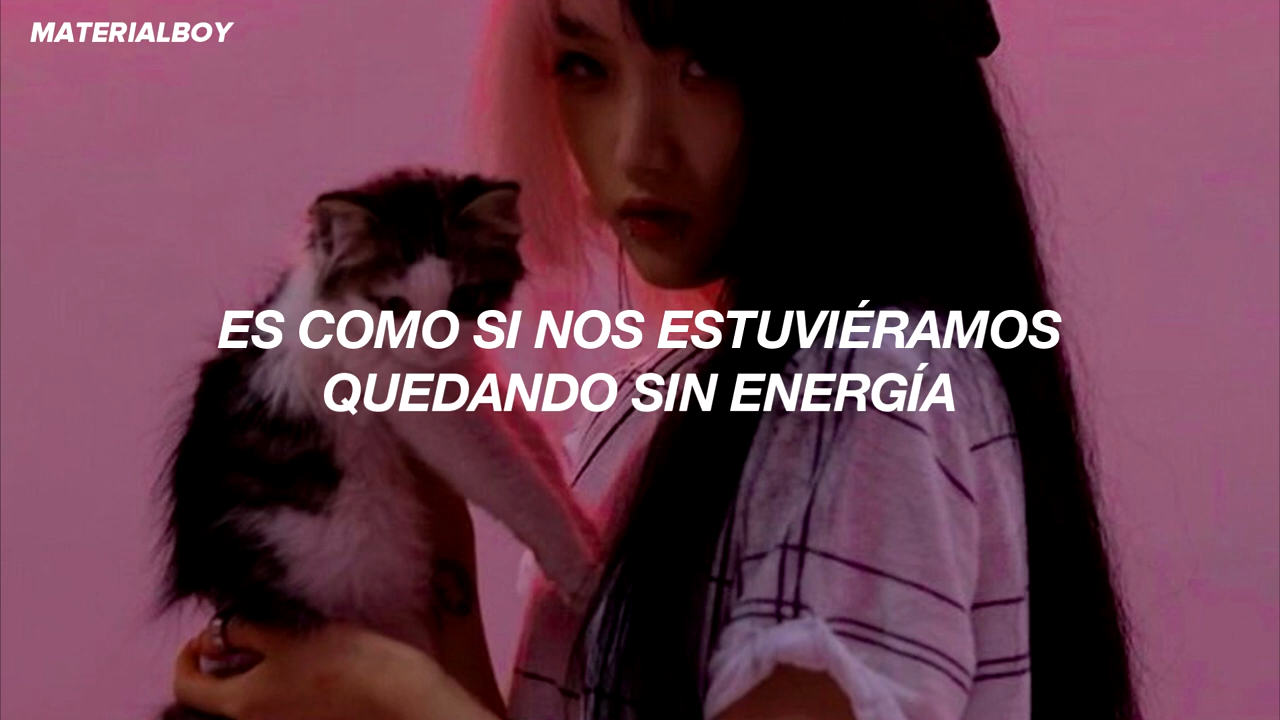 MATERIALBOY
ES COMO SI NOS ESTUVIÉRAMOS
QUEDANDO SIN ENERGÍA